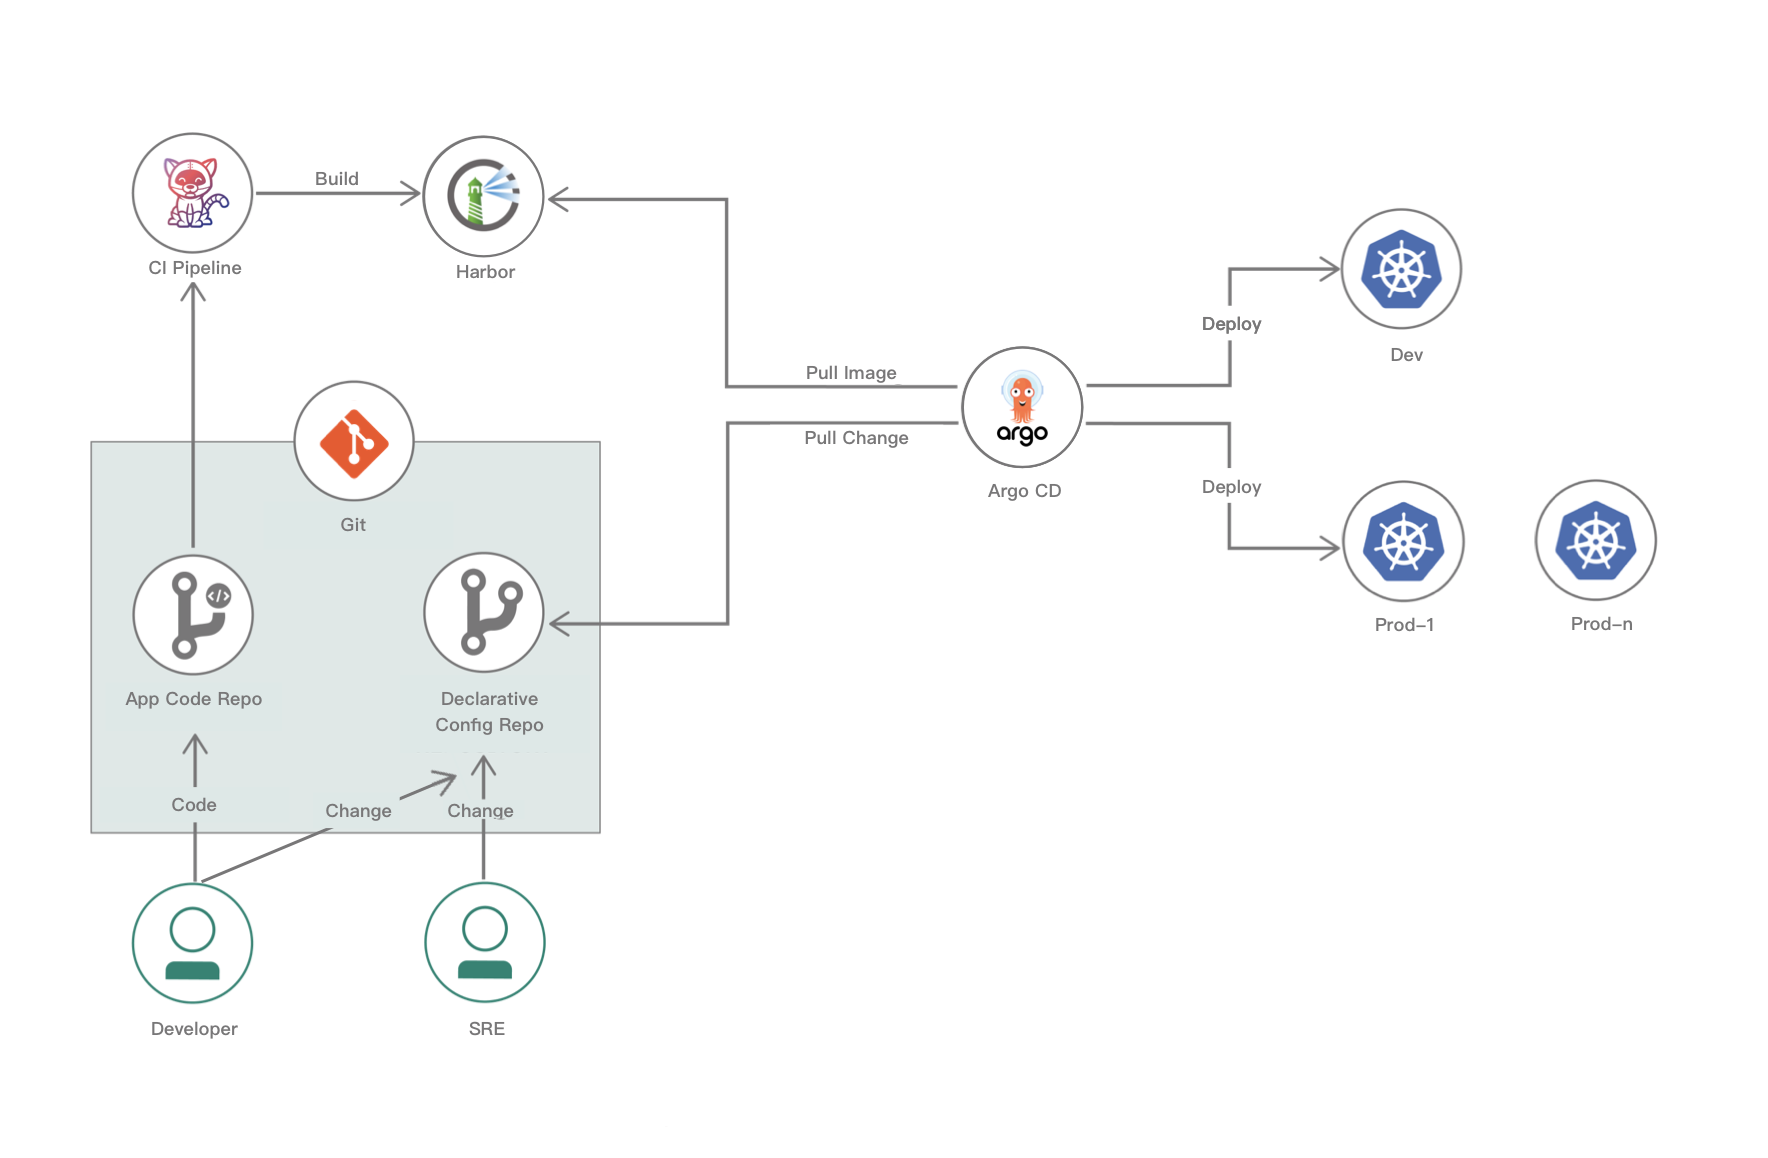 Build
CI Pipeline
Harbor
Deploy
Dev
Pull Image
Pull Change
argo
Argo CD
Deploy
Prod-1
Prod-n
Git
</>
App Code Repo
Declarative
Config Repo
Code
Change
Change
Developer
SRE